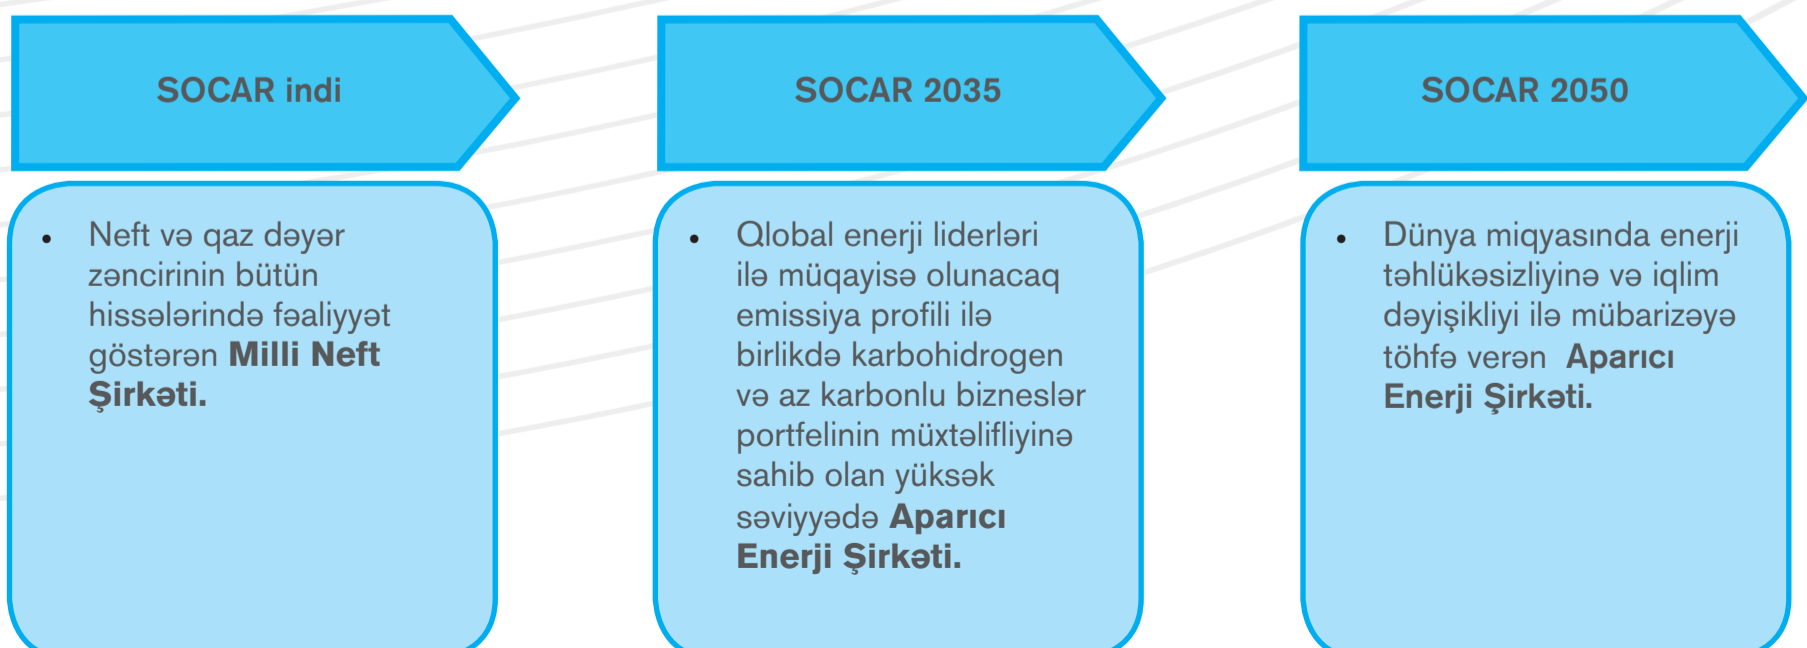 SOCAR indi
• Neft və qaz dəyər
zəncirinin bütün
hissələrində fəaliyyət
göstərən Milli Neft
Şirkəti.
SOCAR 2035
• Qlobal enerji liderləri
ilə müqayisə olunacaq
emissiya profili ilə
birlikdə karbohidrogen
və az karbonlu bizneslər
portfelinin müxtəlifliyinə
sahib olan yüksək
səviyyədə Aparıcı
Enerji Şirkəti.
SOCAR 2050
• Dünya miqyasında enerji
təhlükəsizliyinə və iqlim
dəyişikliyi ilə mübarizəyə
töhfə verən Aparıcı
Enerji Şirkəti.